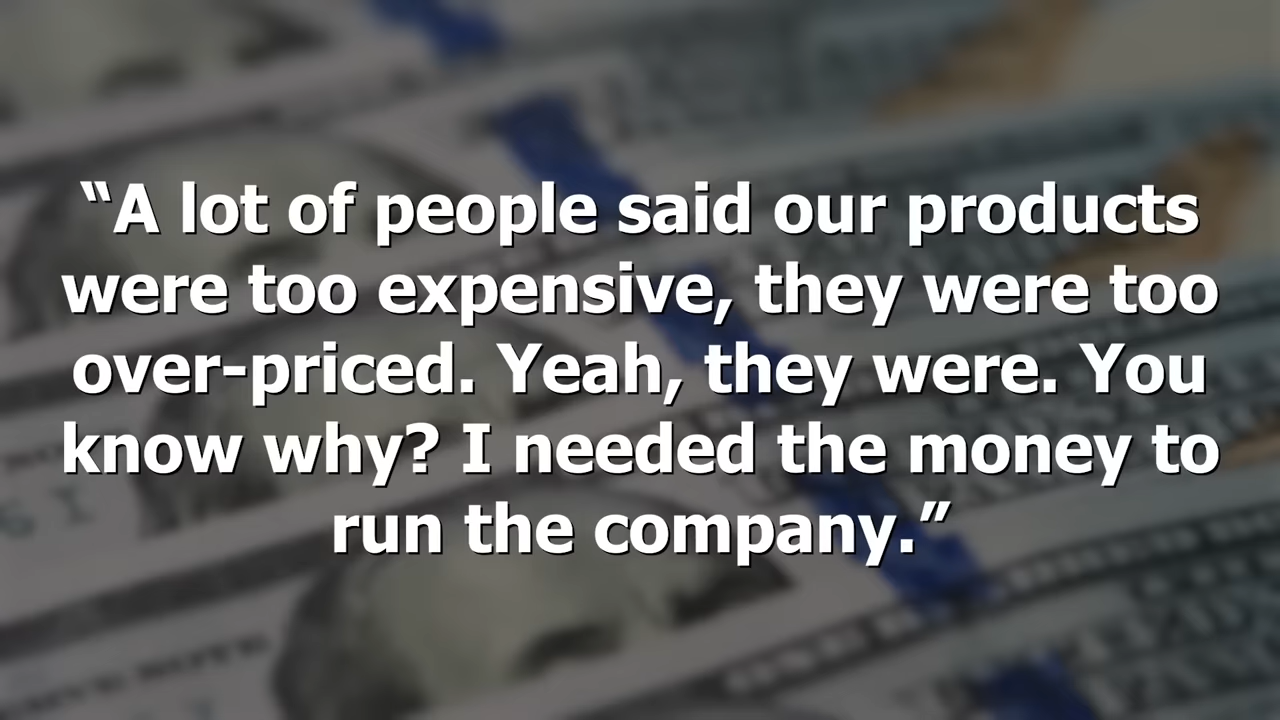 “A lot of people said our products
were too expensive, they were too
over-priced. Yeah, they were. You
know why? I needed the money to
run the company.”